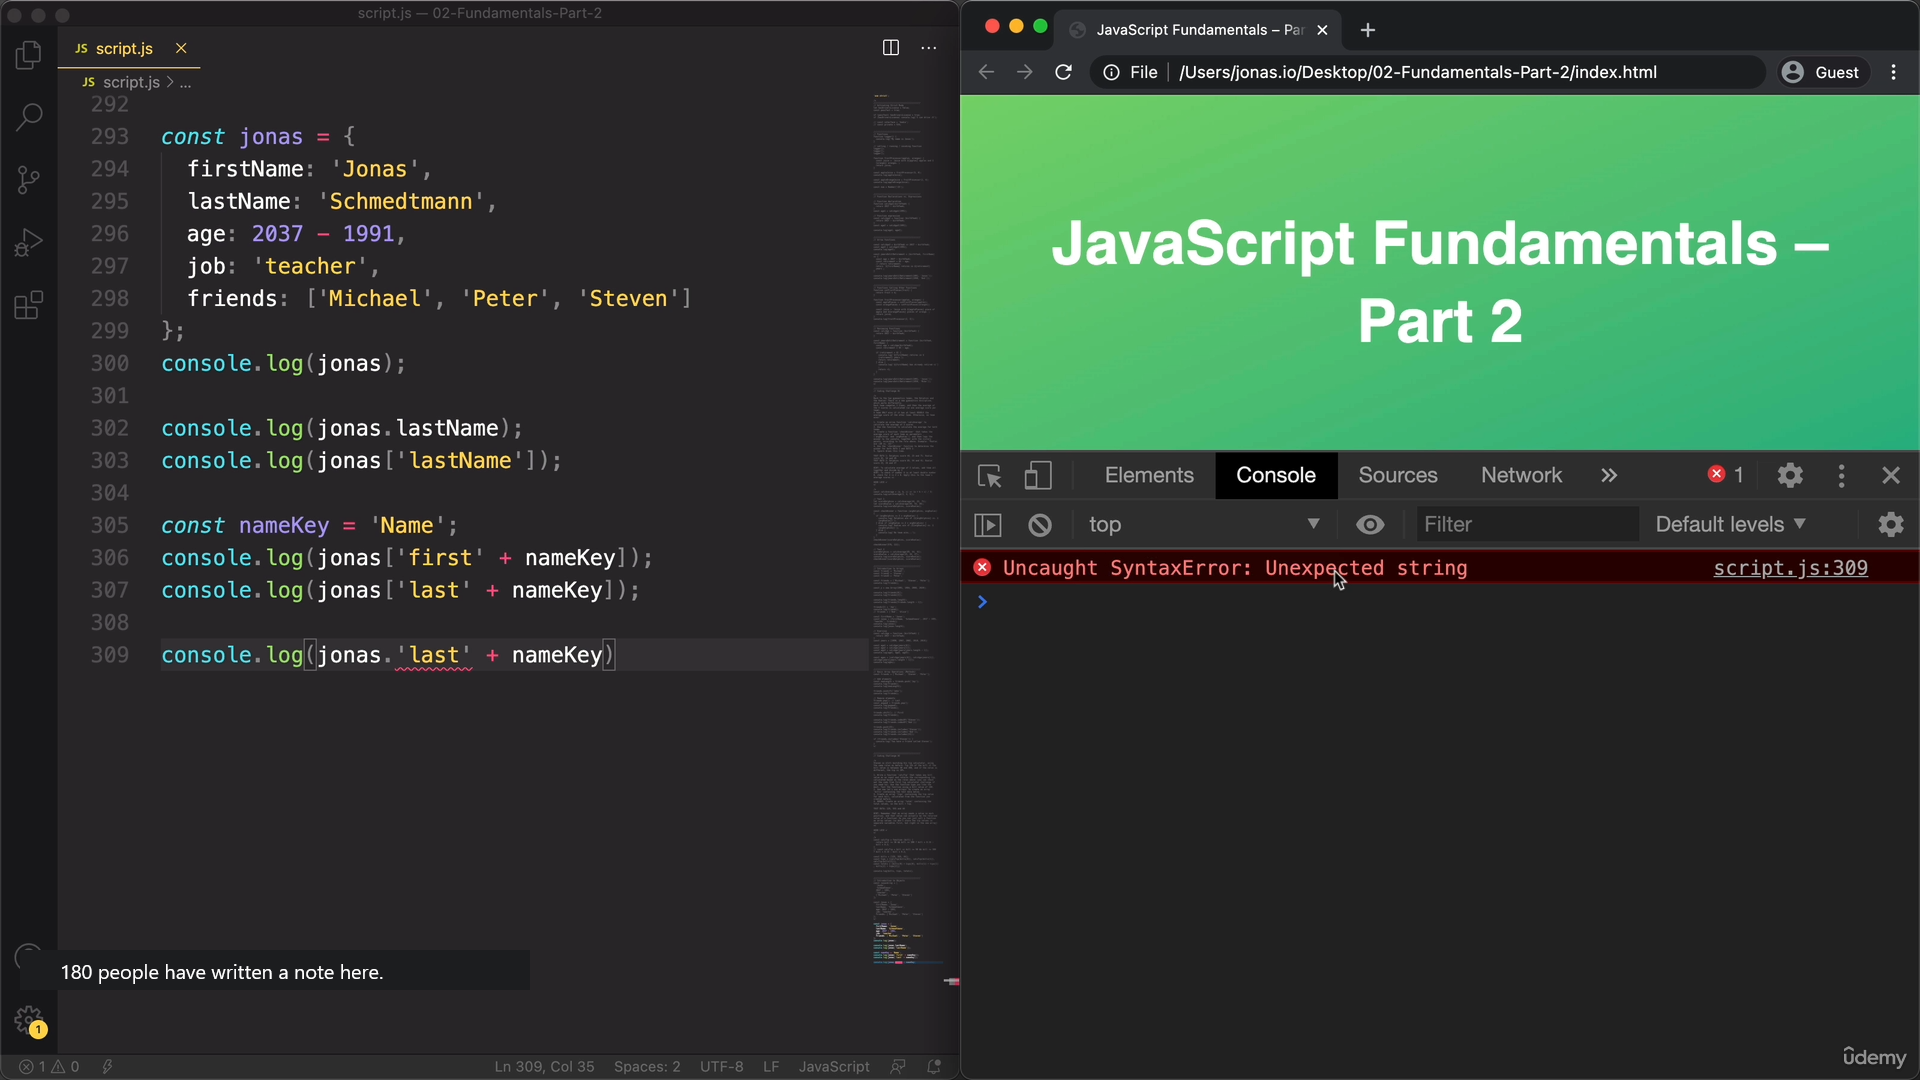 script.js — 02-Fundamentals-Part-2
JS script.js
JS script.js > ...
292
293 const jonas = {
294 firstName: 'Jonas',
295 lastName: 'Schmedtmann',
296 age: 2037 - 1991,
297 job: 'teacher',
298 friends: ['Michael', 'Peter', 'Steven']
299 };
300 console.log(jonas);
301
302 console.log(jonas.lastName);
303 console.log(jonas['lastName']);
304
305 const nameKey = 'Name';
306 console.log(jonas['first' + nameKey]);
307 console.log(jonas['last' + nameKey]);
308
309 console.log(jonas.'last' + nameKey)
180 people have written a note here.
1
1 0
Ln 309, Col 35 Spaces: 2 UTF-8 LF JavaScript
JavaScript Fundamentals – Par
File /Users/jonas.io/Desktop/02-Fundamentals-Part-2/index.html Guest
JavaScript Fundamentals –
Part 2
Elements Console Sources Network 1
top Filter Default levels
Uncaught SyntaxError: Unexpected string script.js:309
udemy